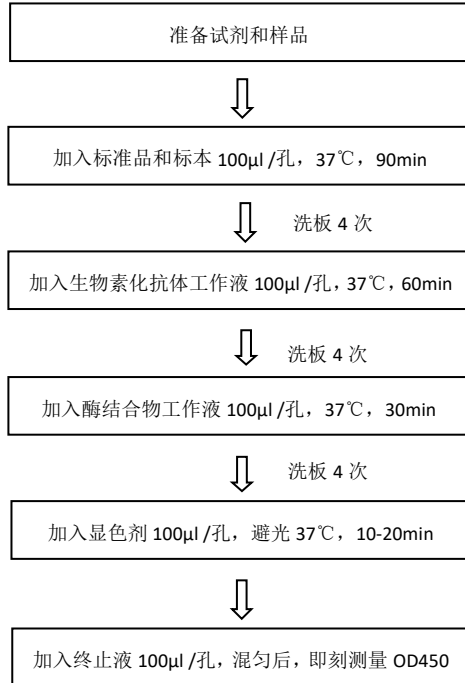 准备试剂和样品
加入标准品和标本 100μl /孔，37℃，90min
洗板 4 次
加入生物素化抗体工作液 100μl /孔，37℃，60min
洗板 4 次
加入酶结合物工作液 100μl /孔，37℃，30min
洗板 4 次
加入显色剂 100μl /孔，避光 37℃，10-20min
加入终止液 100μl /孔，混匀后，即刻测量 OD450